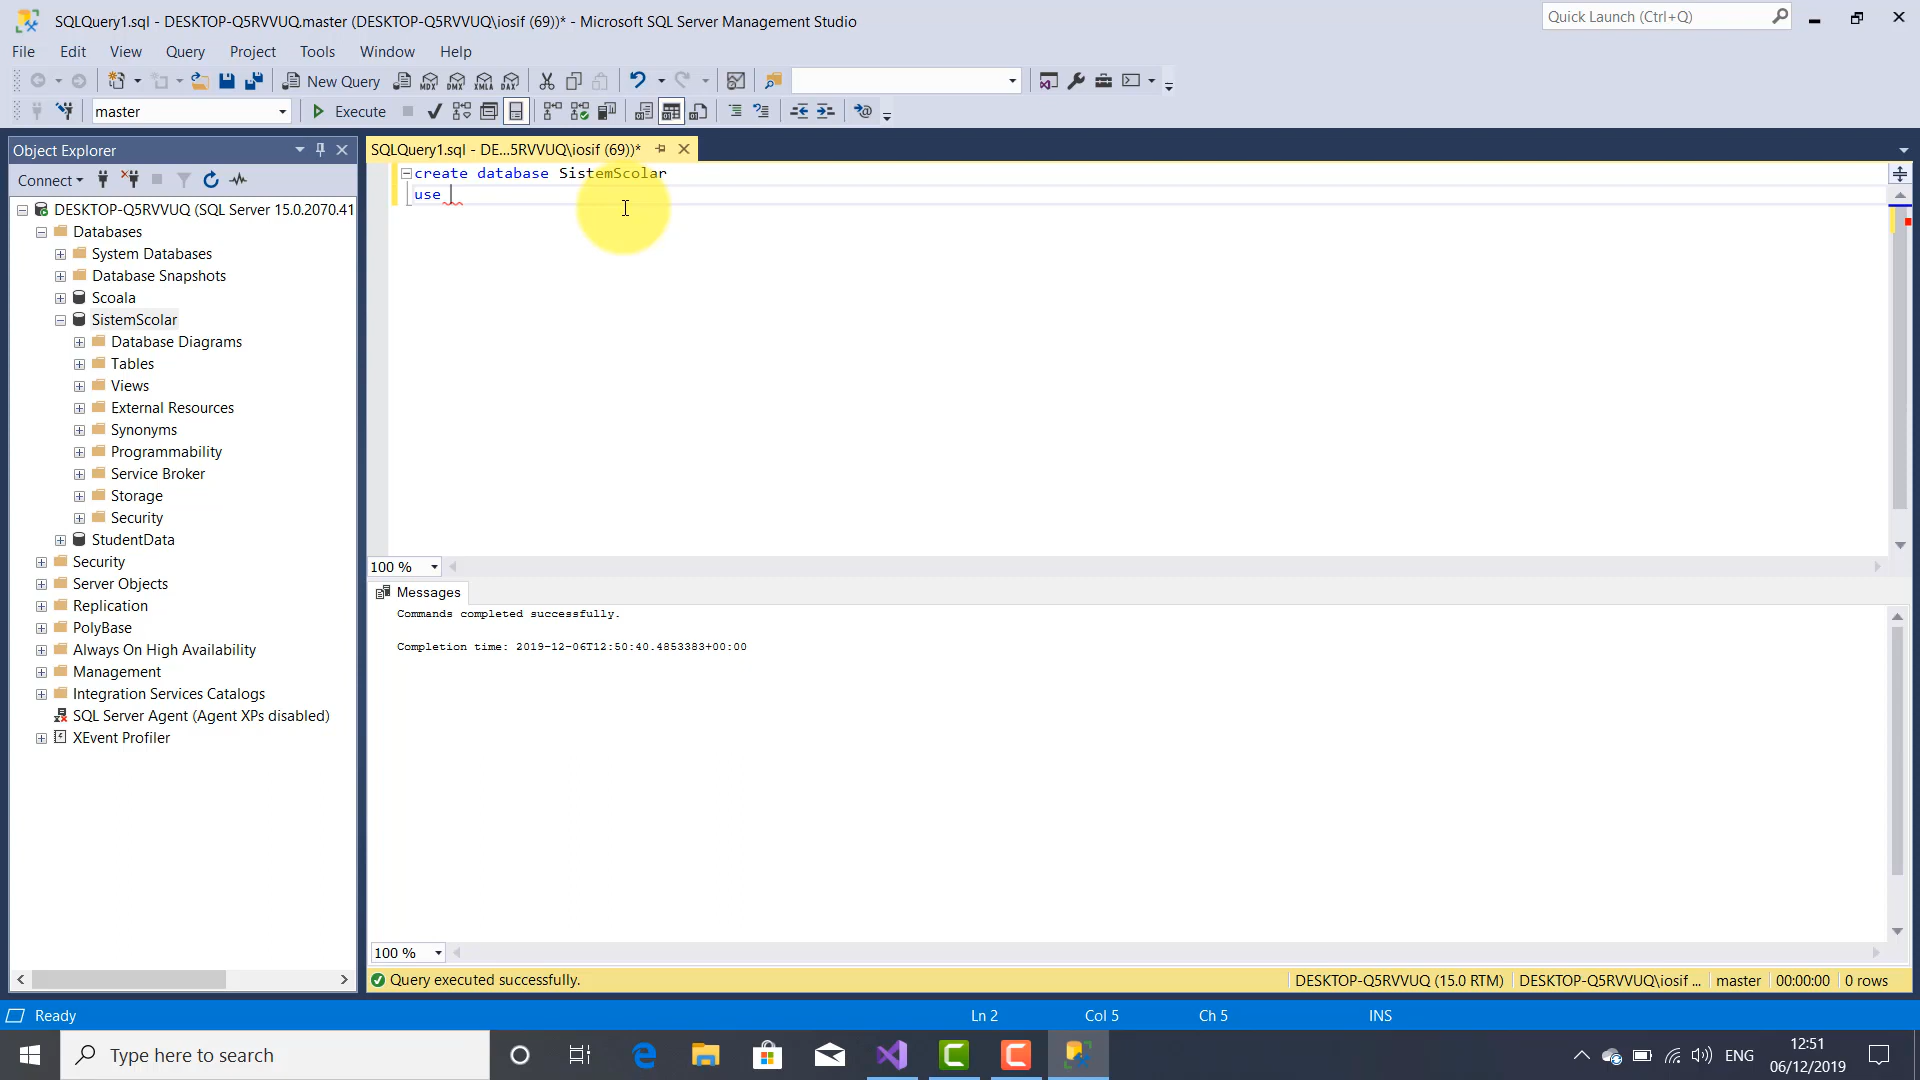 SQLQuery1.sql - DESKTOP-Q5RVVUQ.master (DESKTOP-Q5RVVUQ\iosif (69))* - Microsoft SQL Server Management Studio
Quick Launch (Ctrl+Q)
File Edit View Query Project Tools Window Help
New Query MDX DMX XMLA DAX
master Execute
Object Explorer
SQLQuery1.sql - DE...5RVVUQ\iosif (69))*
Connect
create database SistemScolar
use
DESKTOP-Q5RVVUQ (SQL Server 15.0.2070.41
Databases
System Databases
Database Snapshots
Scoala
SistemScolar
Database Diagrams
Tables
Views
External Resources
Synonyms
Programmability
Service Broker
Storage
Security
StudentData
Security
Server Objects
Replication
PolyBase
Always On High Availability
Management
Integration Services Catalogs
SQL Server Agent (Agent XPs disabled)
XEvent Profiler
100 %
Messages
Commands completed successfully.
Completion time: 2019-12-06T12:50:40.4853383+00:00
100 %
Query executed successfully. DESKTOP-Q5RVVUQ (15.0 RTM) DESKTOP-Q5RVVUQ\iosif ... master 00:00:00 0 rows
Ready Ln 2 Col 5 Ch 5 INS
Type here to search
ENG
12:51
06/12/2019